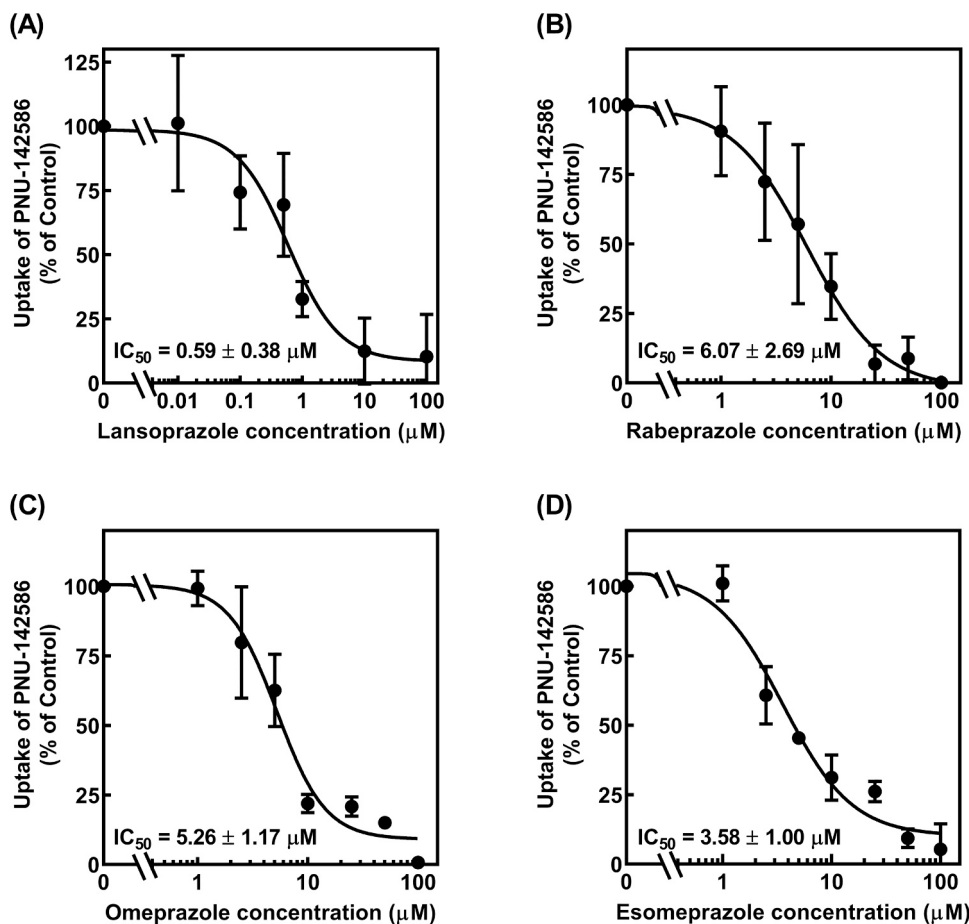 (A)
125
100
75
50
25
0
Uptake of PNU-142586
(% of Control)
IC50 = 0.59 ± 0.38 μM
0 0.01 0.1 1 10 100
Lansoprazole concentration (μM)
(B)
100
75
50
25
0
Uptake of PNU-142586
(% of Control)
IC50 = 6.07 ± 2.69 μM
0 1 10 100
Rabeprazole concentration (μM)
(C)
100
75
50
25
0
Uptake of PNU-142586
(% of Control)
IC50 = 5.26 ± 1.17 μM
0 1 10 100
Omeprazole concentration (μM)
(D)
100
75
50
25
0
Uptake of PNU-142586
(% of Control)
IC50 = 3.58 ± 1.00 μM
0 1 10 100
Esomeprazole concentration (μM)